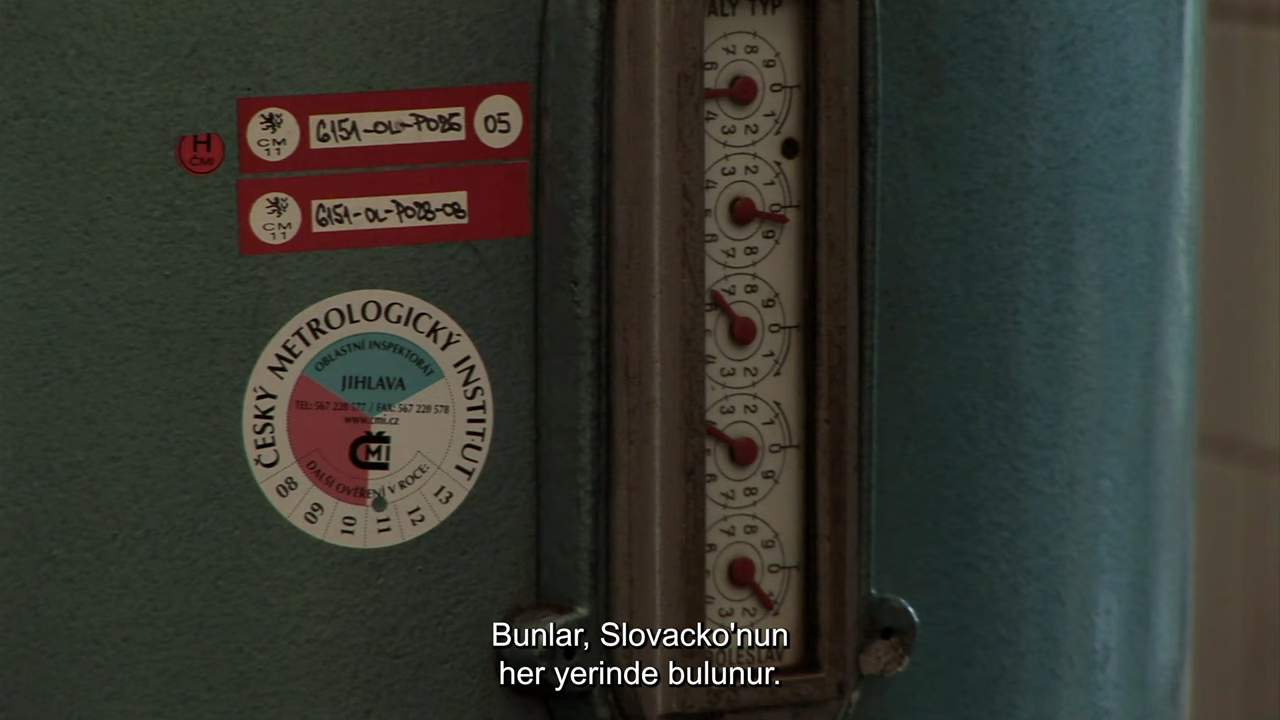 ALY TYP
H
ČMI
CM
11
6151-OL-P026
05
CM
11
6151-OL-P028-08
ČESKÝ METROLOGICKÝ INSTITUT
OBLASTNÍ INSPEKTORÁT
JIHLAVA
TEL: 567 220 577 / FAX: 567 220 578
www.cmi.cz
ČMI
DALŠÍ OVĚŘENÍ V ROCE:
08 09 10 11 12 13
Bunlar, Slovacko'nun
her yerinde bulunur.